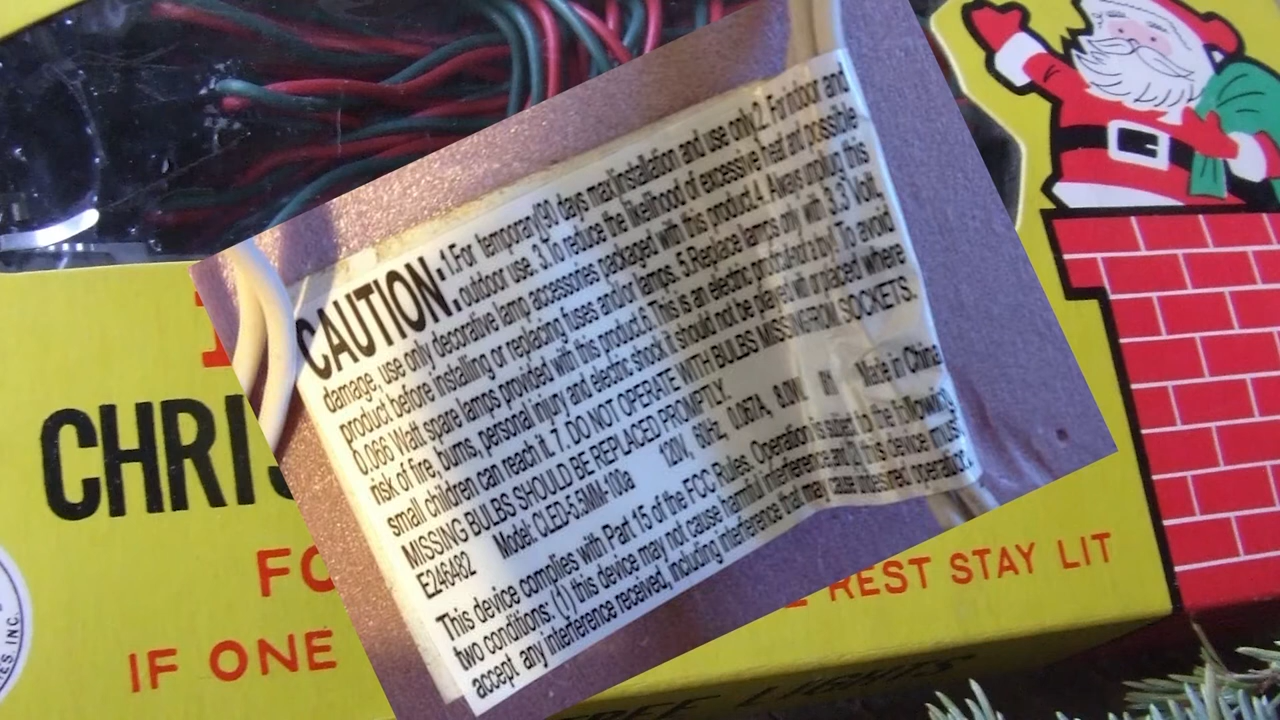 CHRIS
FO
IF ONE
REST STAY LIT
TREE LIGHTS
ES, INC.
CAUTION: 1.For temporary(90 days max)installation and use only.2. For indoor and
outdoor use. 3.To reduce the likelihood of excessive heat and possible
damage, use only decorative lamp accessories packaged with this product.4. Always unplug this
product before installing or replacing fuses and/or lamps. 5.Replace lamps only with 3.3 Volt,
0.066 Watt spare lamps provided with this product.6. This is an electric product-not toy! To avoid
risk of fire, burns, personal injury and electric shock it should not be played with or placed where
small children can reach it. 7. DO NOT OPERATE WITH BULBS MISSING FROM SOCKETS.
MISSING BULBS SHOULD BE REPLACED PROMPTLY.
E246482 Model: CLED-5.5MM-100a 120V, 60Hz, 0.067A, 8.0W Made in China
This device complies with Part 15 of the FCC Rules. Operation is subject to the following
two conditions: (1) this device may not cause harmful interference, and 2) this device must
accept any interference received, including interference that may cause undesired operation.